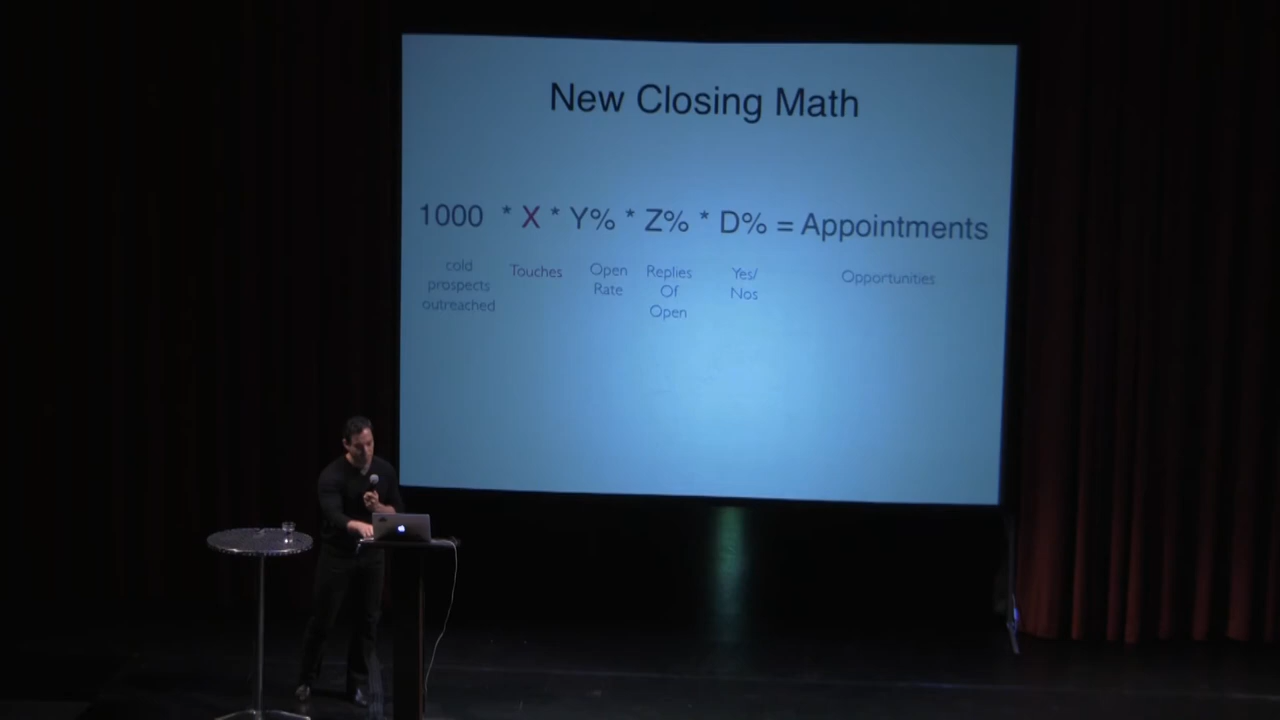 New Closing Math
1000 * X * Y% * Z% * D% = Appointments
cold prospects outreached
Touches
Open Rate
Replies Of Open
Yes/ Nos
Opportunities